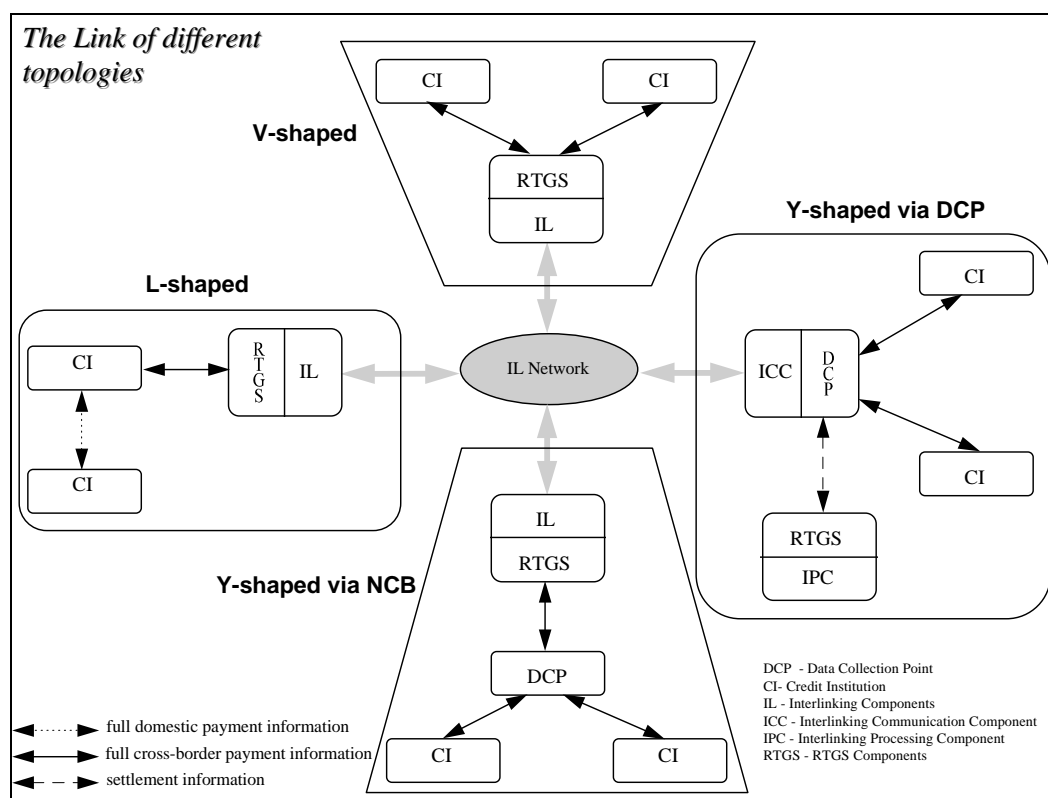 The Link of different
topologies
V-shaped
CI
CI
RTGS
IL
Y-shaped via DCP
CI
ICC
DCP
CI
RTGS
IPC
L-shaped
CI
RTGS
IL
CI
IL Network
Y-shaped via NCB
IL
RTGS
DCP
CI
CI
full domestic payment information
full cross-border payment information
settlement information
DCP - Data Collection Point
CI- Credit Institution
IL - Interlinking Components
ICC - Interlinking Communication Component
IPC - Interlinking Processing Component
RTGS - RTGS Components